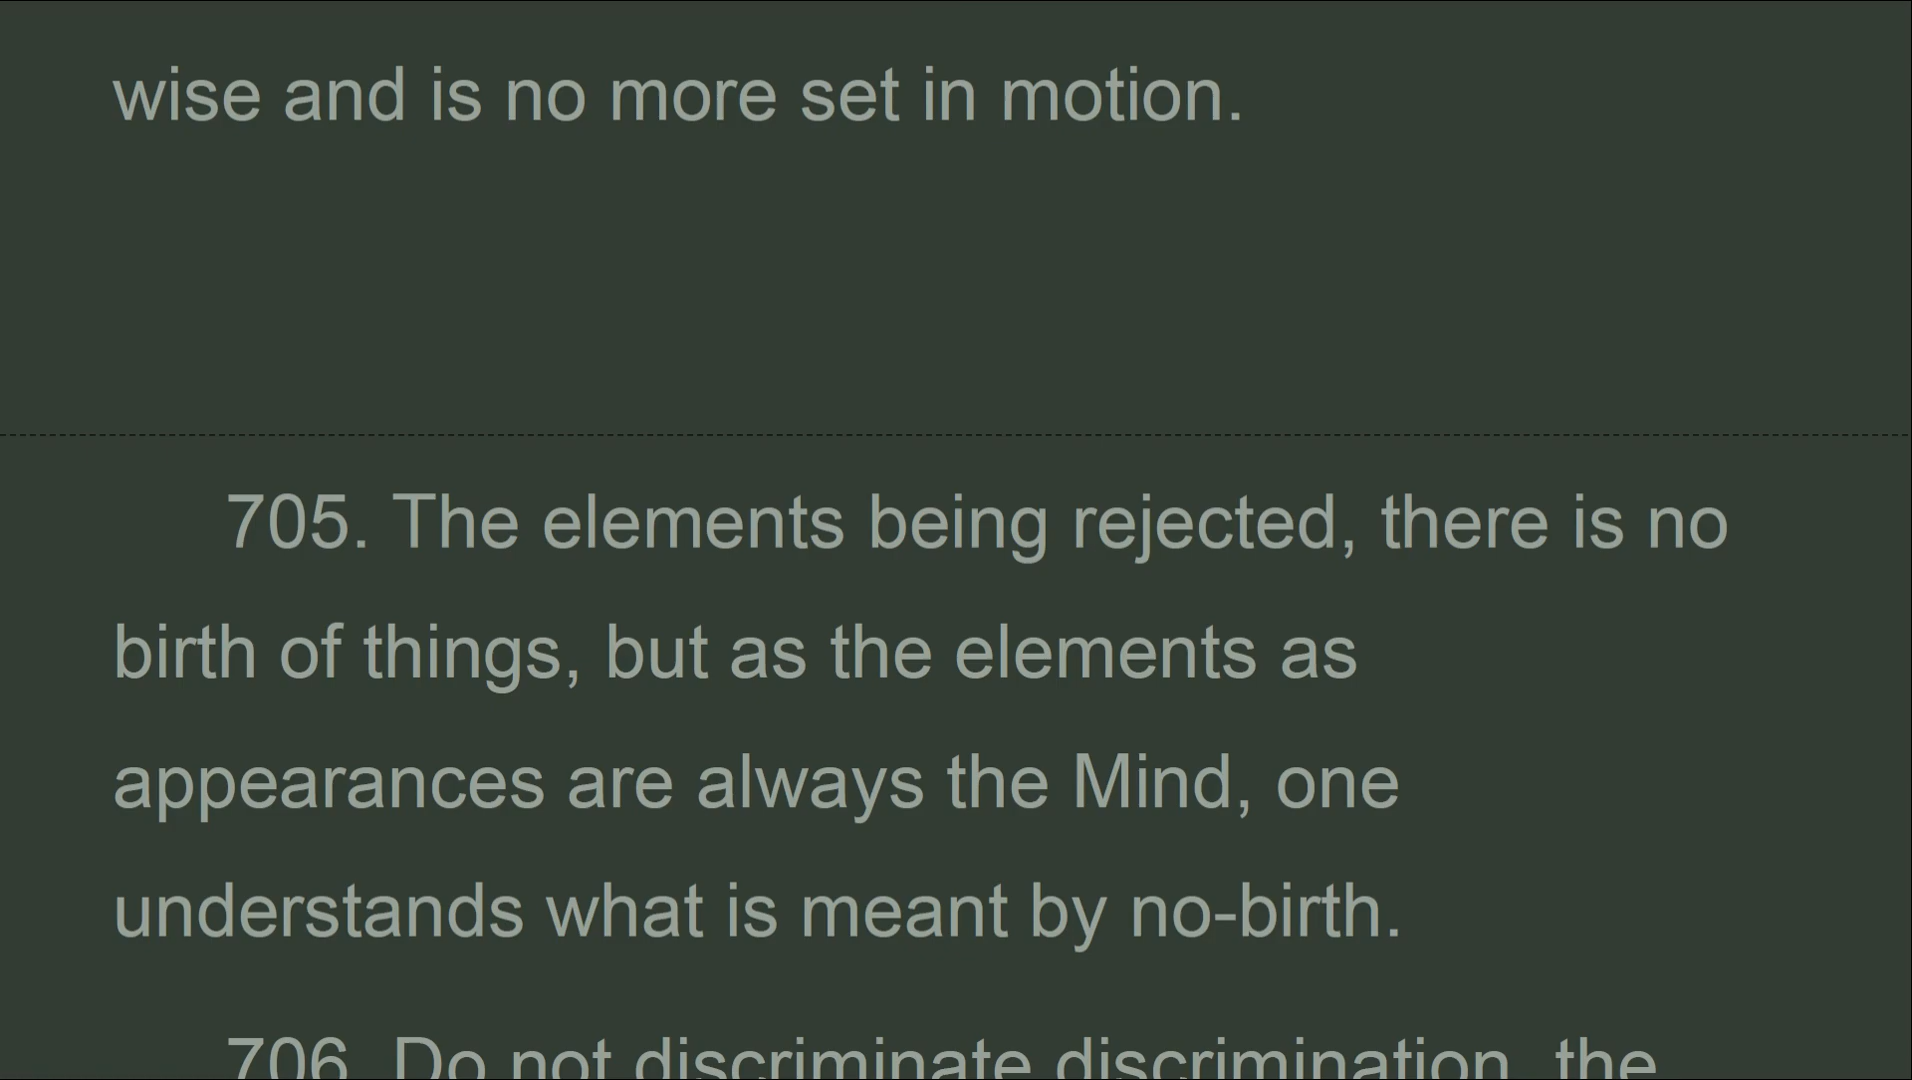 wise and is no more set in motion.
705. The elements being rejected, there is no
birth of things, but as the elements as
appearances are always the Mind, one
understands what is meant by no-birth.
706. Do not discriminate discrimination, the